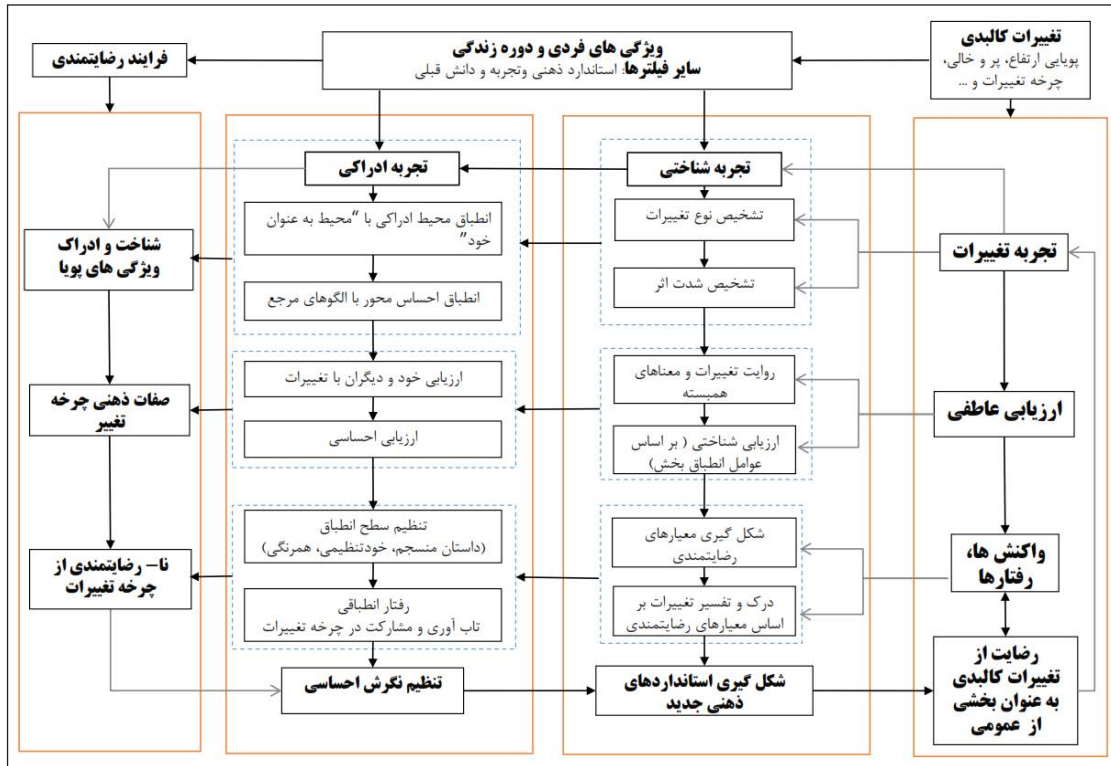 تغییرات کالبدی
پویایی ارتفاع، پر و خالی،
چرخه تغییرات و ...
ویژگی های فردی و دوره زندگی
سایر فیلترها: استاندارد ذهنی وتجربه و دانش قبلی
فرایند رضایتمندی
تجربه تغییرات
ارزیابی عاطفی
واکنش ها،
رفتارها
رضایت از
تغییرات کالبدی
به عنوان بخشی
از عمومی
تجربه شناختی
تشخیص نوع تغییرات
تشخیص شدت اثر
روایت تغییرات و معناهای
همبسته
ارزیابی شناختی ( بر اساس
عوامل انطباق بخش)
شکل گیری معیارهای
رضایتمندی
درک و تفسیر تغییرات بر
اساس معیارهای رضایتمندی
شکل گیری استانداردهای
ذهنی جدید
تجربه ادراکی
انطباق محیط ادراکی با “محیط به عنوان
خود”
انطباق احساس محور با الگوهای مرجع
ارزیابی خود و دیگران با تغییرات
ارزیابی احساسی
تنظیم سطح انطباق
(داستان منسجم، خودتنظیمی، همرنگی)
رفتار انطباقی
تاب آوری و مشارکت در چرخه تغییرات
تنظیم نگرش احساسی
شناخت و ادراک
ویژگی های پویا
صفات ذهنی چرخه
تغییر
نا- رضایتمندی از
چرخه تغییرات